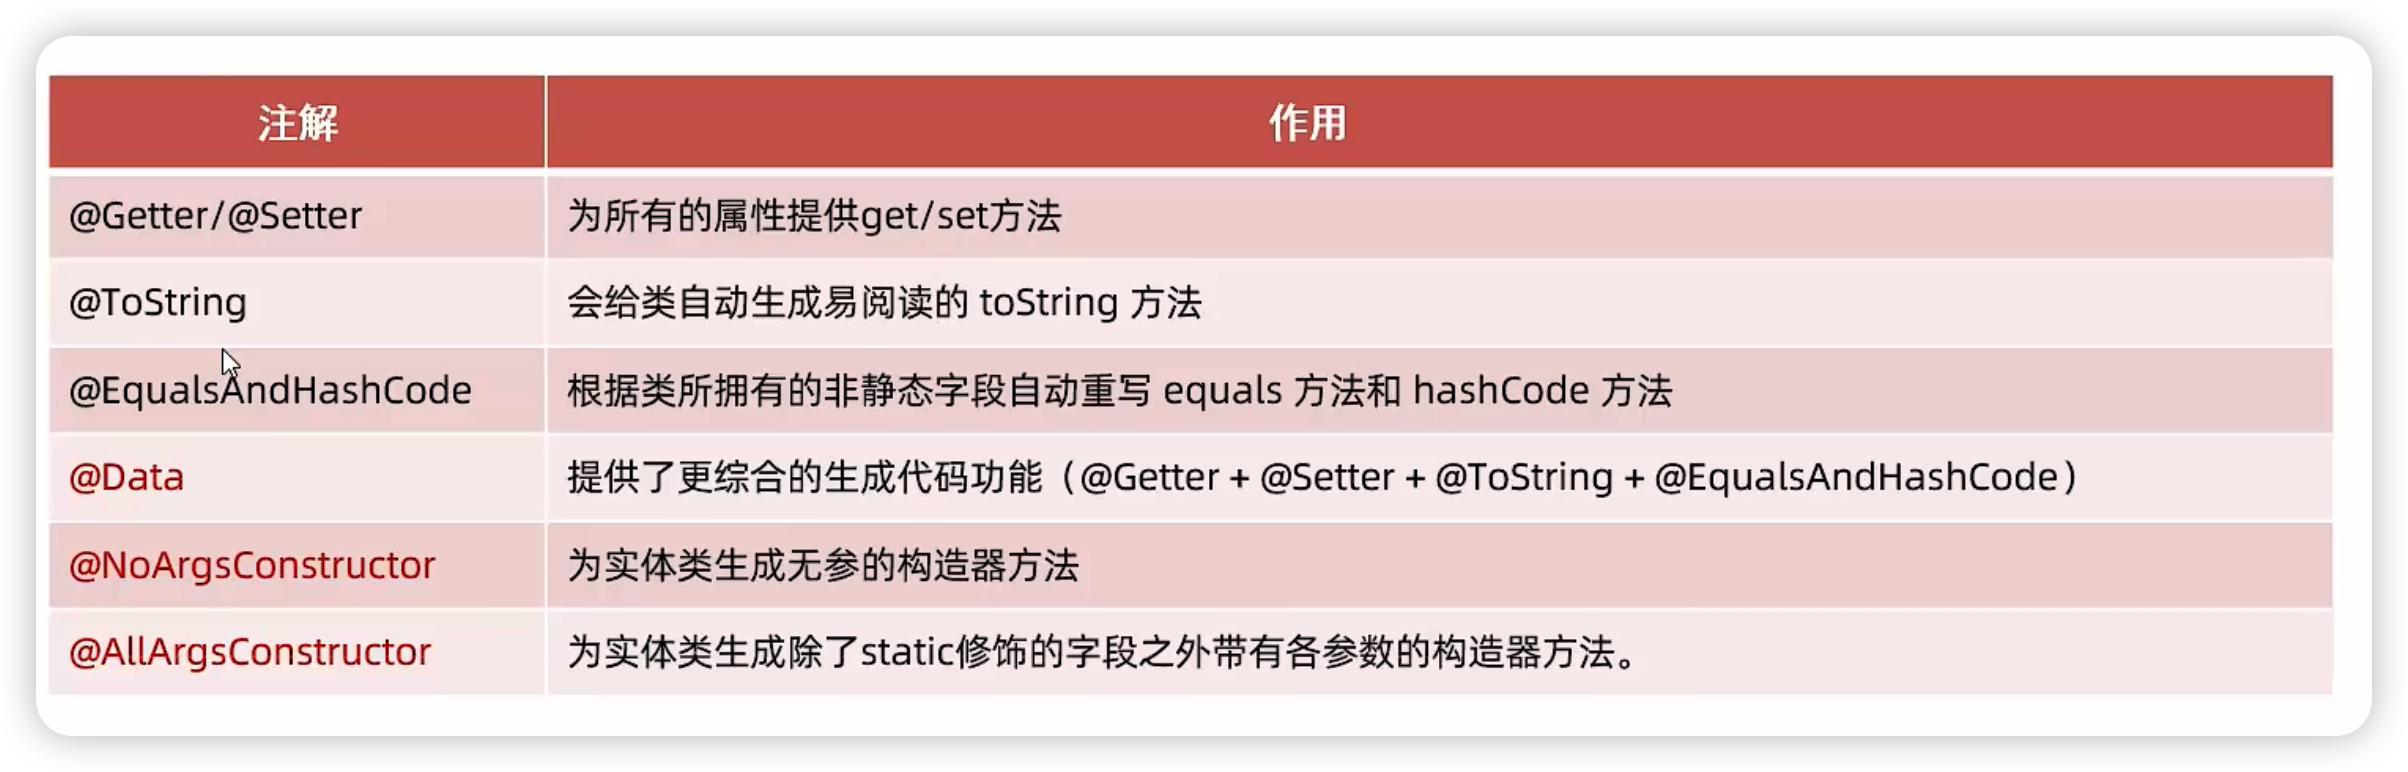 注解 作用
@Getter/@Setter 为所有的属性提供get/set方法
@ToString 会给类自动生成易阅读的 toString 方法
@EqualsAndHashCode 根据类所拥有的非静态字段自动重写 equals 方法和 hashCode 方法
@Data 提供了更综合的生成代码功能（@Getter + @Setter + @ToString + @EqualsAndHashCode）
@NoArgsConstructor 为实体类生成无参的构造器方法
@AllArgsConstructor 为实体类生成除了static修饰的字段之外带有各参数的构造器方法。